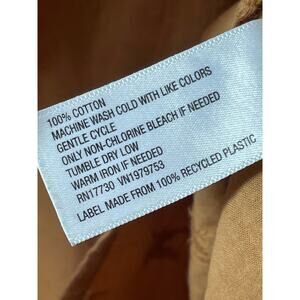 100% COTTON
MACHINE WASH COLD WITH LIKE COLORS
GENTLE CYCLE
ONLY NON-CHLORINE BLEACH IF NEEDED
TUMBLE DRY LOW
WARM IRON IF NEEDED
RN17730 VN1979753
LABEL MADE FROM 100% RECYCLED PLASTIC